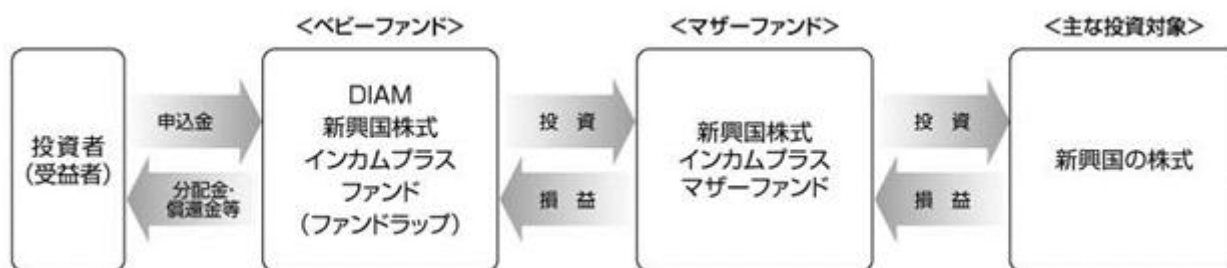 <ベビーファンド>
<マザーファンド>
<主な投資対象>
投資者
(受益者)
申込金
分配金・
償還金等
DIAM
新興国株式
インカムプラス
ファンド
(ファンドラップ)
投 資
損 益
新興国株式
インカムプラス
マザーファンド
投 資
損 益
新興国の株式